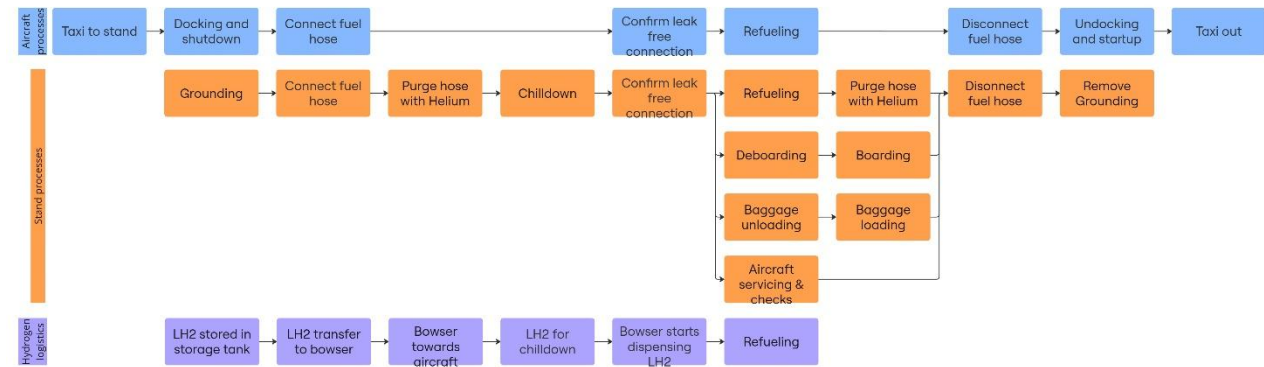 Aircraft
processes
Taxi to stand
Docking and
shutdown
Connect fuel
hose
Confirm leak
free
connection
Refueling
Disconnect
fuel hose
Undocking
and startup
Taxi out
Stand processes
Grounding
Connect fuel
hose
Purge hose
with Helium
Chilldown
Confirm leak
free
connection
Refueling
Purge hose
with Helium
Disonnect
fuel hose
Remove
Grounding
Deboarding
Boarding
Baggage
unloading
Baggage
loading
Aircraft
servicing &
checks
Hydrogen
logistics
LH2 stored in
storage tank
LH2 transfer
to bowser
Bowser
towards
aircraft
LH2 for
chilldown
Bowser starts
dispensing
LH2
Refueling